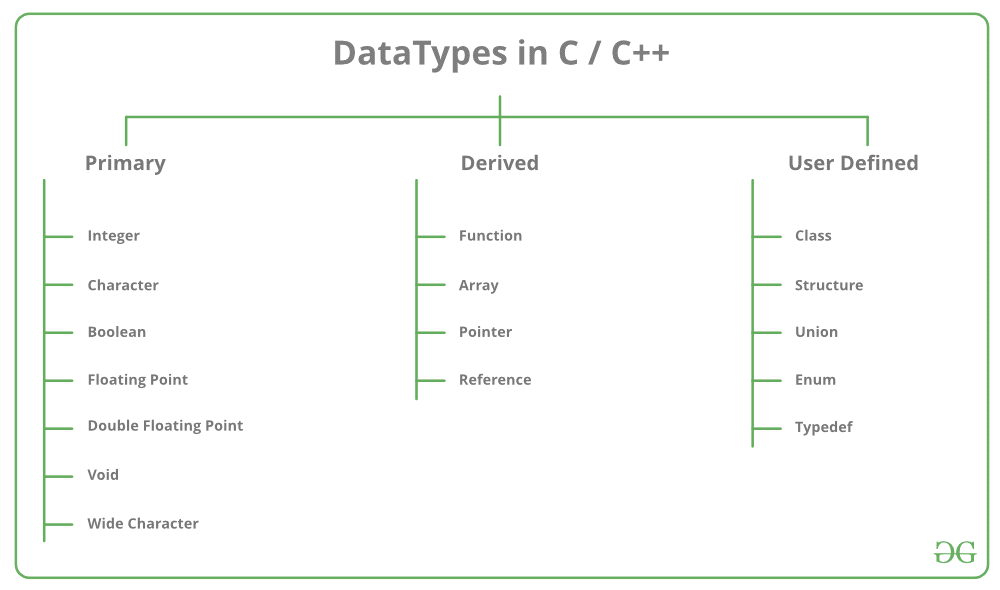 DataTypes in C / C++
Primary
Integer
Character
Boolean
Floating Point
Double Floating Point
Void
Wide Character
Derived
Function
Array
Pointer
Reference
User Defined
Class
Structure
Union
Enum
Typedef